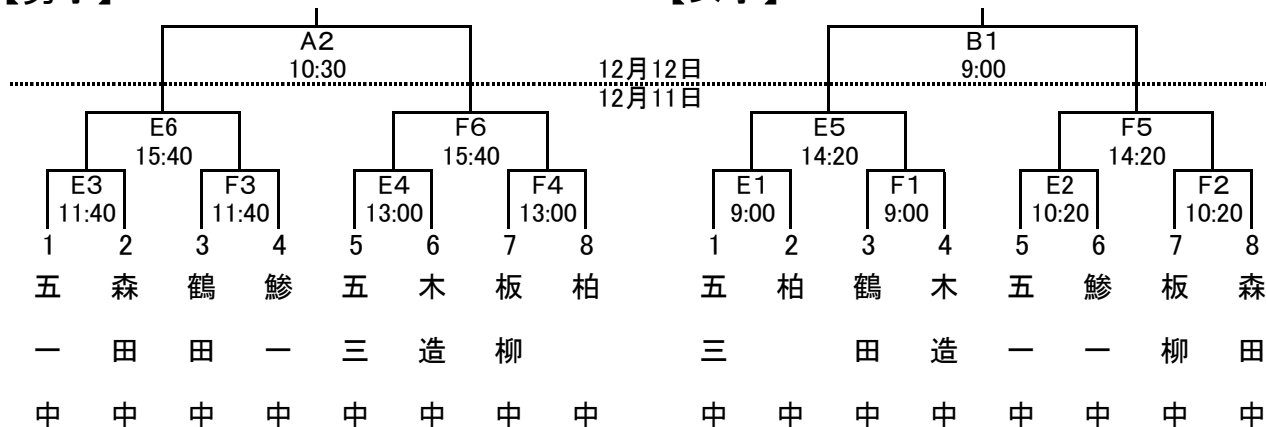 A2 B1
10:30 12月12日 9:00
12月11日
E6 F6 E5 F5
15:40 15:40 14:20 14:20
E3 F3 E4 F4 E1 F1 E2 F2
11:40 11:40 13:00 13:00 9:00 9:00 10:20 10:20
1 2 3 4 5 6 7 8 1 2 3 4 5 6 7 8
五 森 鶴 鯵 五 木 板 柏 五 柏 鶴 木 五 鯵 板 森
一 田 田 一 三 造 柳 三 田 造 一 一 柳 田
中 中 中 中 中 中 中 中 中 中 中 中 中 中 中 中